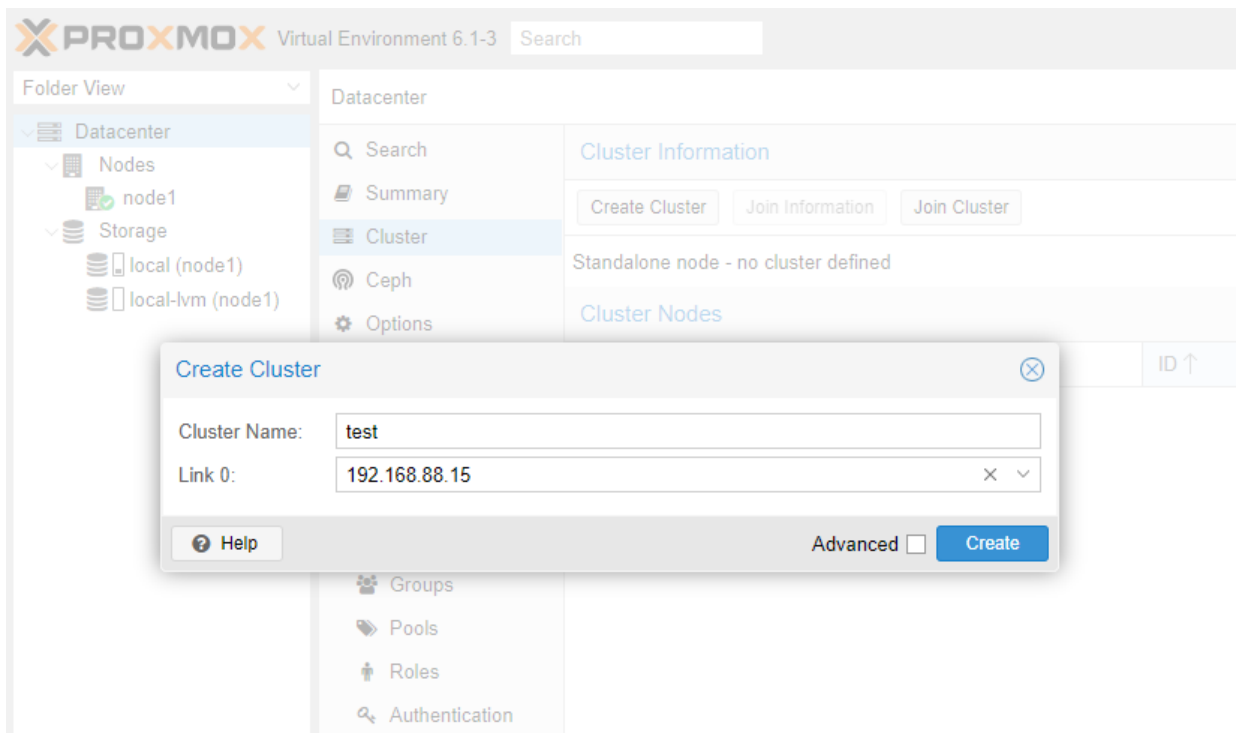 PROXMOX Virtual Environment 6.1-3 Search
Folder View
Datacenter
Nodes
node1
Storage
local (node1)
local-lvm (node1)
Datacenter
Search
Summary
Cluster
Ceph
Options
Groups
Pools
Roles
Authentication
Cluster Information
Create Cluster Join Information Join Cluster
Standalone node - no cluster defined
Cluster Nodes
ID ↑
Create Cluster
Cluster Name: test
Link 0: 192.168.88.15
Help Advanced Create